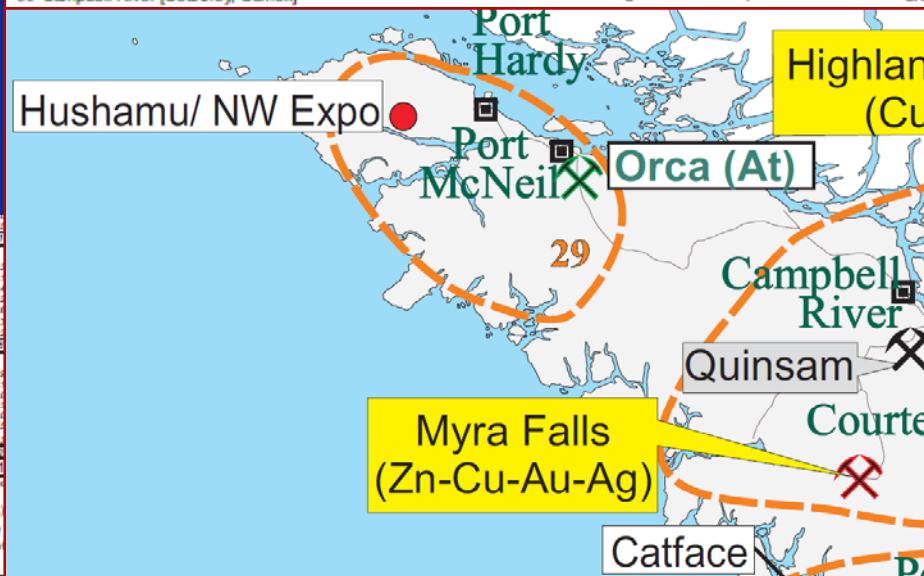 Port
Hardy
Highlan
(Cu
Hushamu/ NW Expo
Port
McNeil
Orca (At)
29
Campbell
River
Quinsam
Courte
Myra Falls
(Zn-Cu-Au-Ag)
Catface